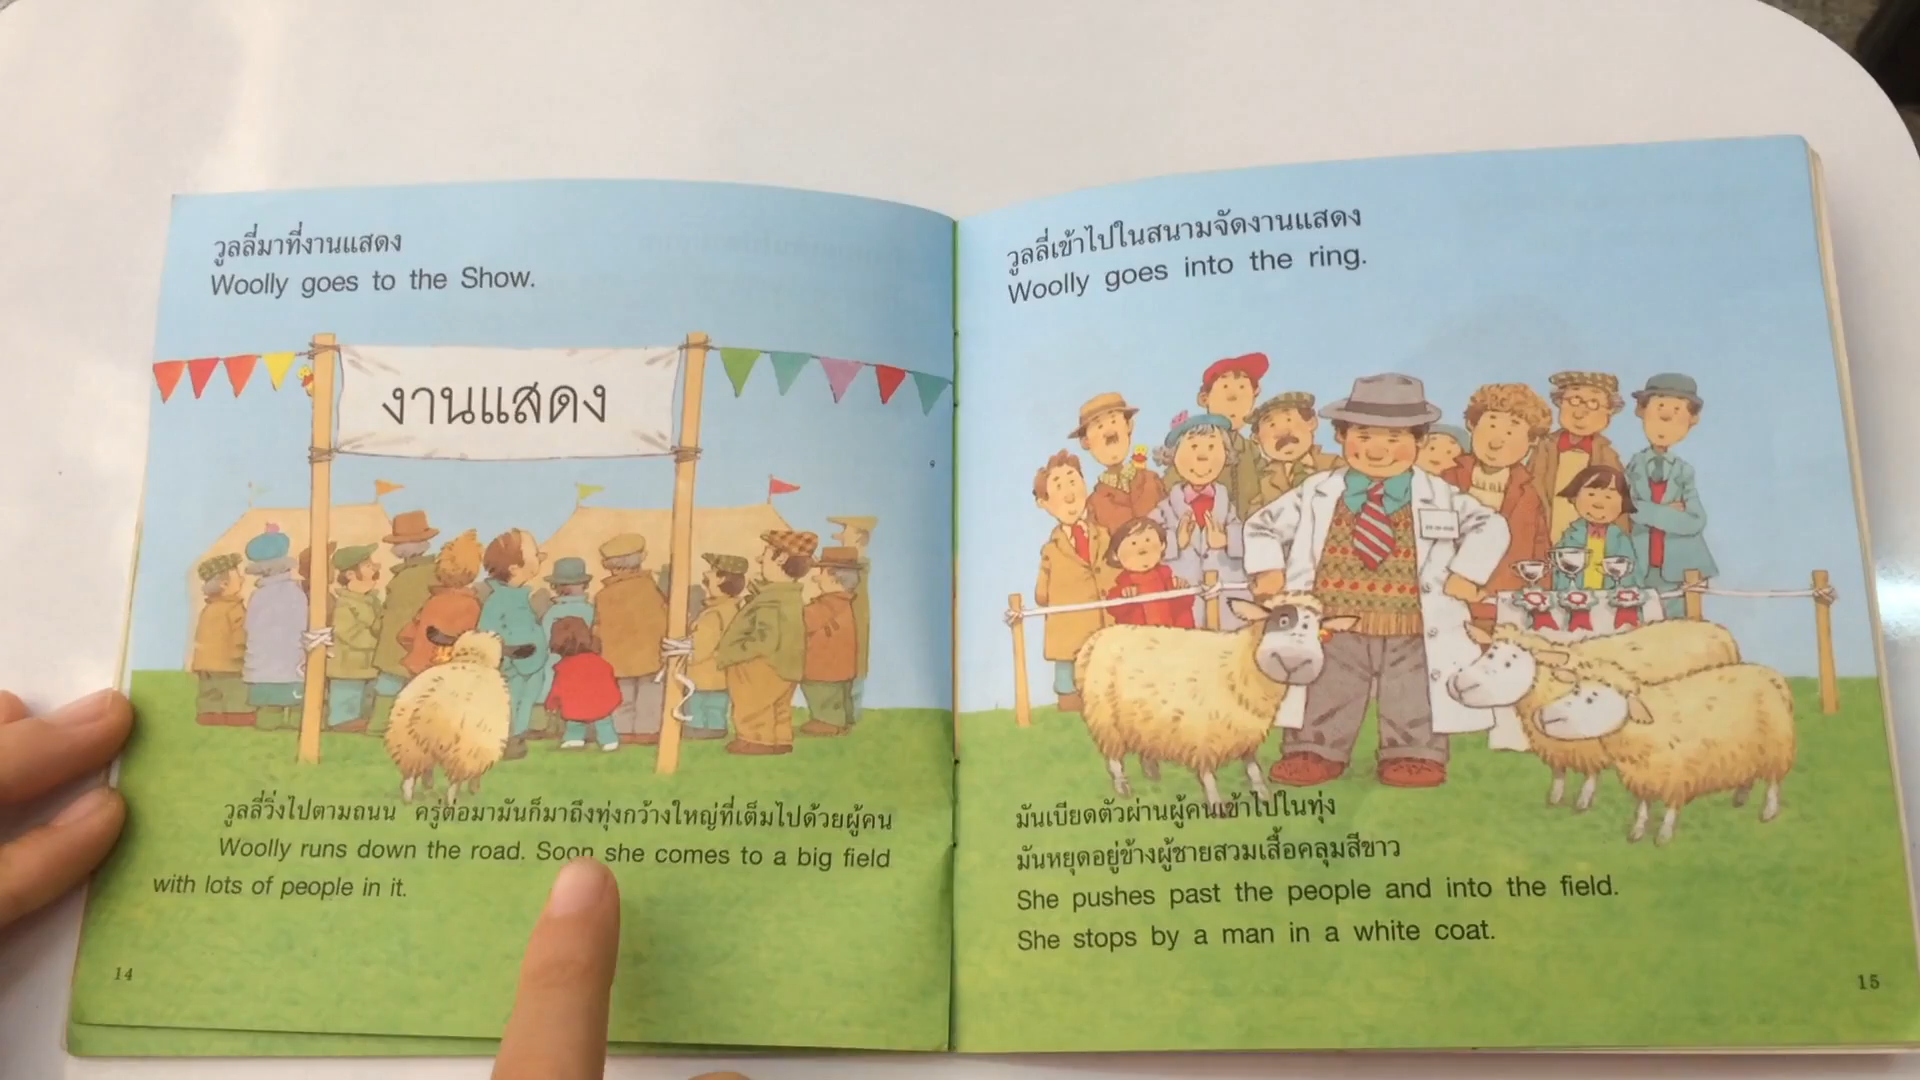 วูลลี่มาที่งานแสดง
Woolly goes to the Show.
งานแสดง
วูลลี่วิ่งไปตามถนน ครู่ต่อมามันก็มาถึงทุ่งกว้างใหญ่ที่เต็มไปด้วยผู้คน
Woolly runs down the road. Soon she comes to a big field
with lots of people in it.
14
วูลลี่เข้าไปในสนามจัดงานแสดง
Woolly goes into the ring.
มันเบียดตัวผ่านผู้คนเข้าไปในทุ่ง
มันหยุดอยู่ข้างผู้ชายสวมเสื้อคลุมสีขาว
She pushes past the people and into the field.
She stops by a man in a white coat.
15